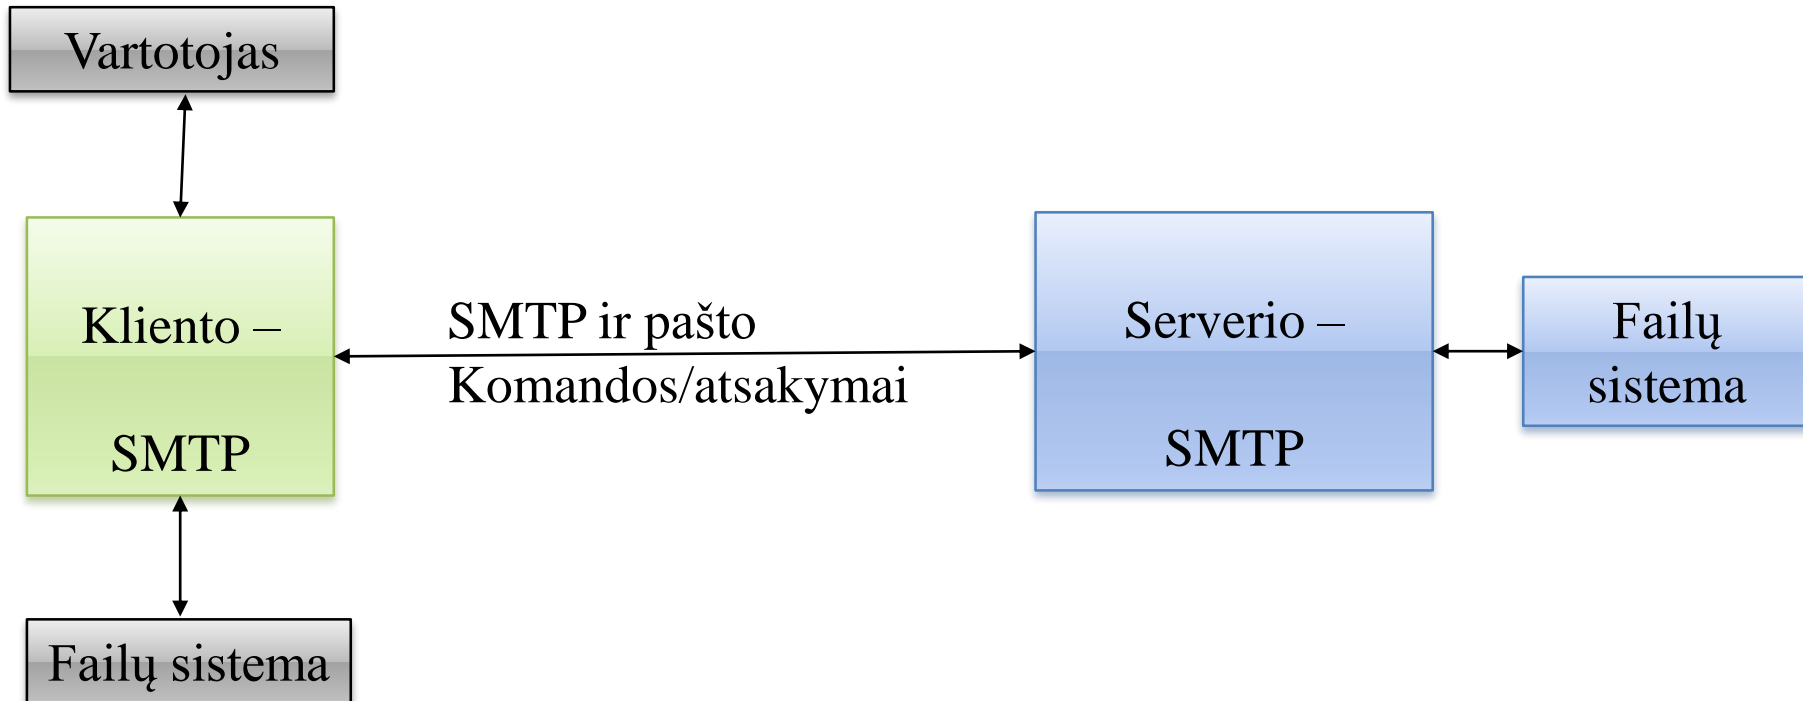 Vartotojas
Kliento –
SMTP
SMTP ir pašto
Komandos/atsakymai
Serverio –
SMTP
Failų
sistema
Failų sistema